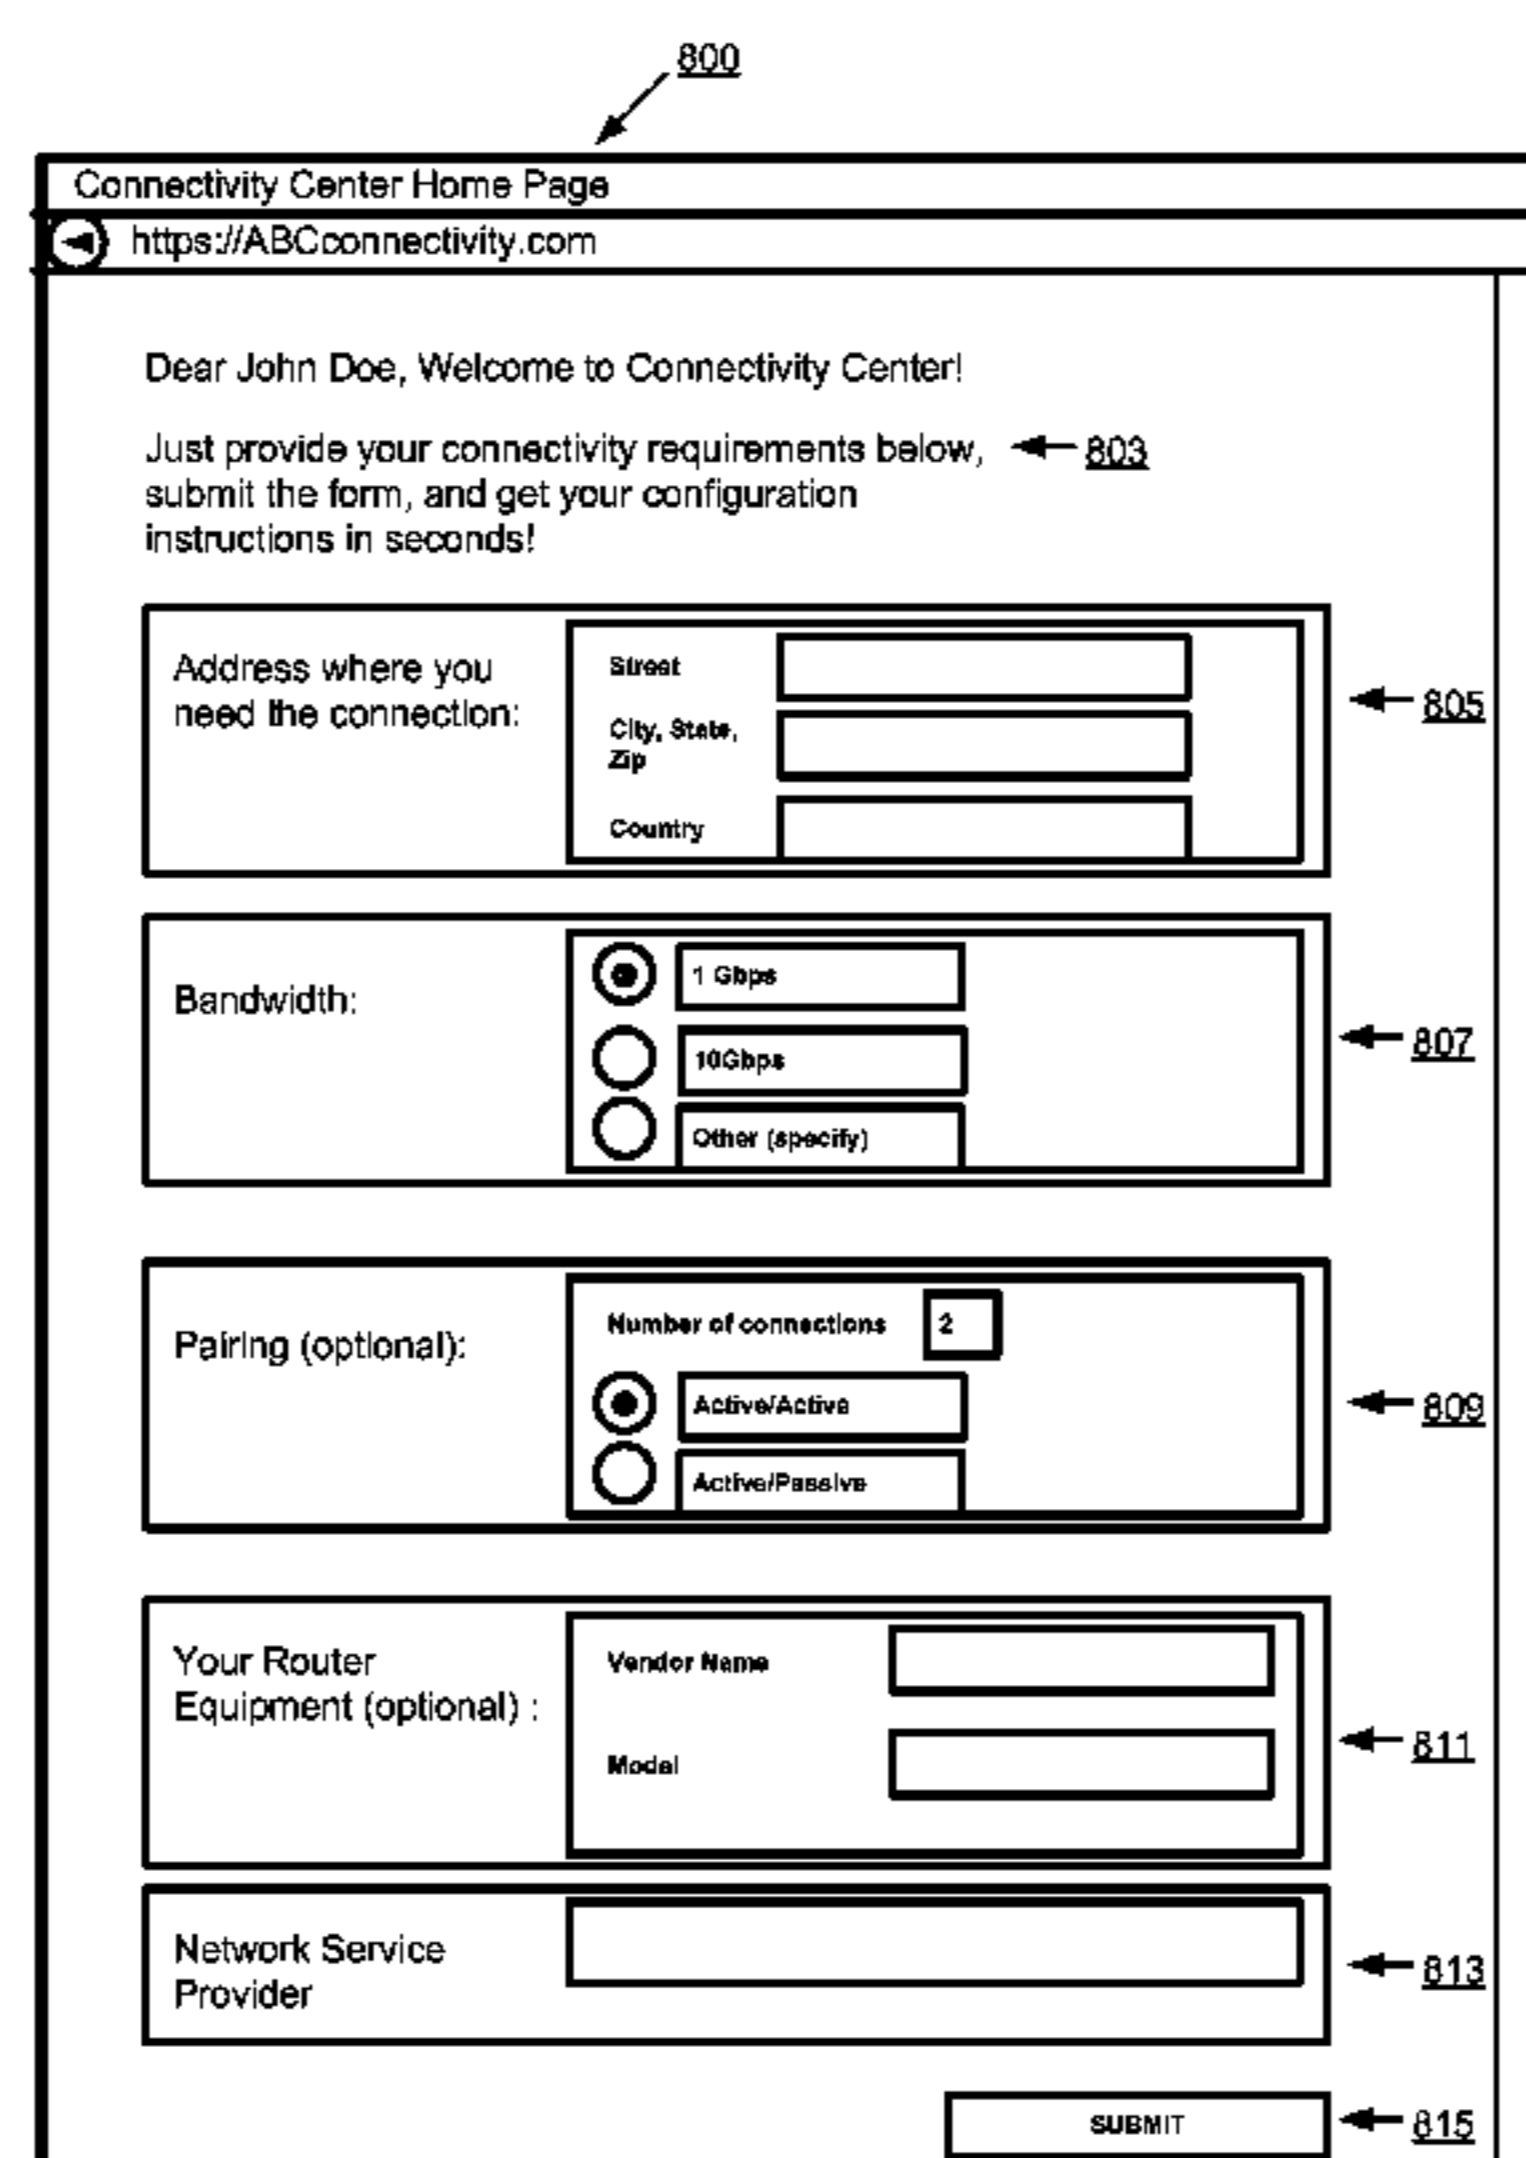 800
Connectivity Center Home Page
https://ABCconnectivity.com
Dear John Doe, Welcome to Connectivity Center!
Just provide your connectivity requirements below,
803
submit the form, and get your configuration
instructions in seconds!
Address where you
need the connection:
Street
City, State,
Zip
Country
805
Bandwidth:
1 Gbps
10Gbps
Other (specify)
807
Pairing (optional):
Number of connections 2
Active/Active
Active/Passive
809
Your Router
Equipment (optional) :
Vendor Name
Model
811
Network Service
Provider
813
SUBMIT
815